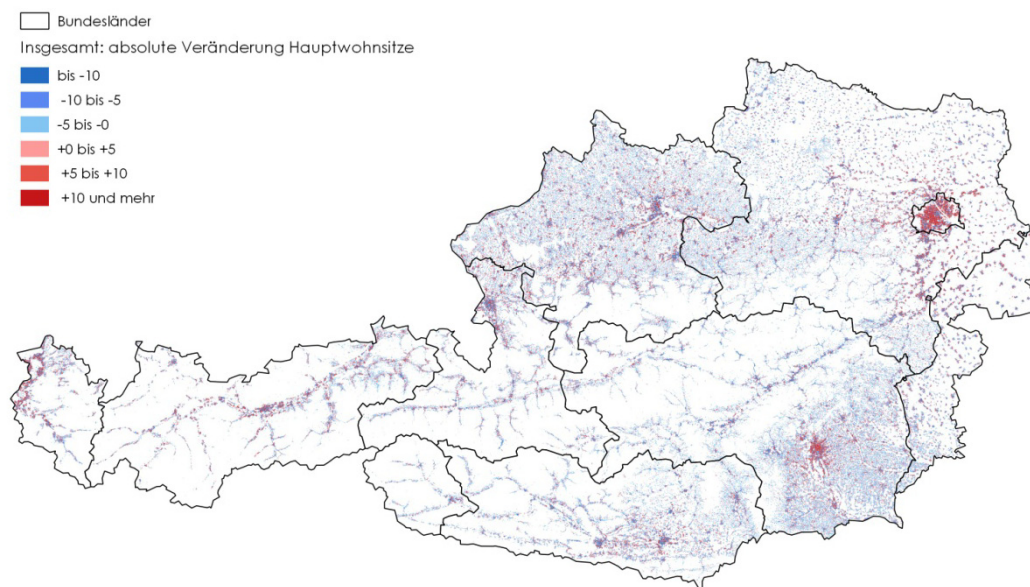 Bundesländer
Insgesamt: absolute Veränderung Hauptwohnsitze
bis -10
-10 bis -5
-5 bis -0
+0 bis +5
+5 bis +10
+10 und mehr